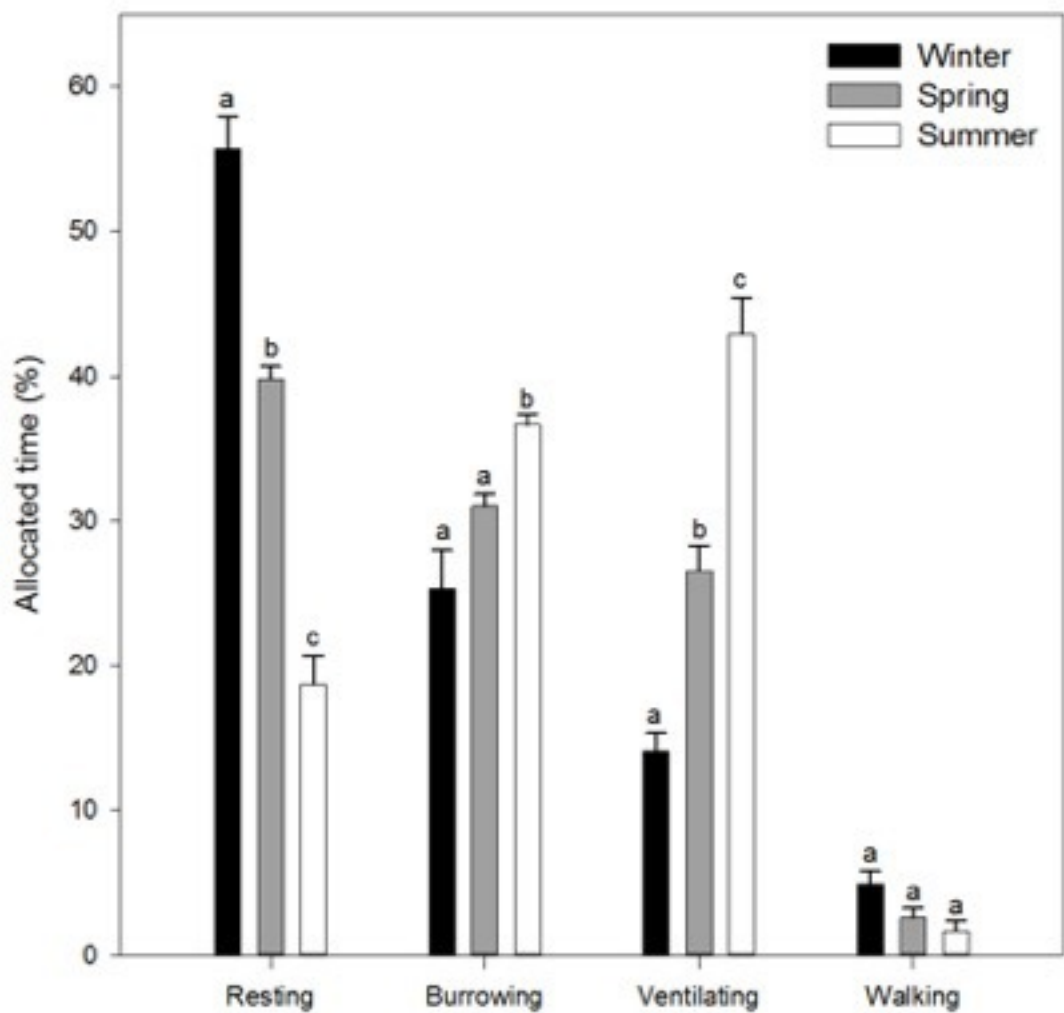 Winter
Spring
Summer
Allocated time (%)
60
50
40
30
20
10
0
a
b
c
a
a
b
a
b
c
a
a
a
Resting
Burrowing
Ventilating
Walking